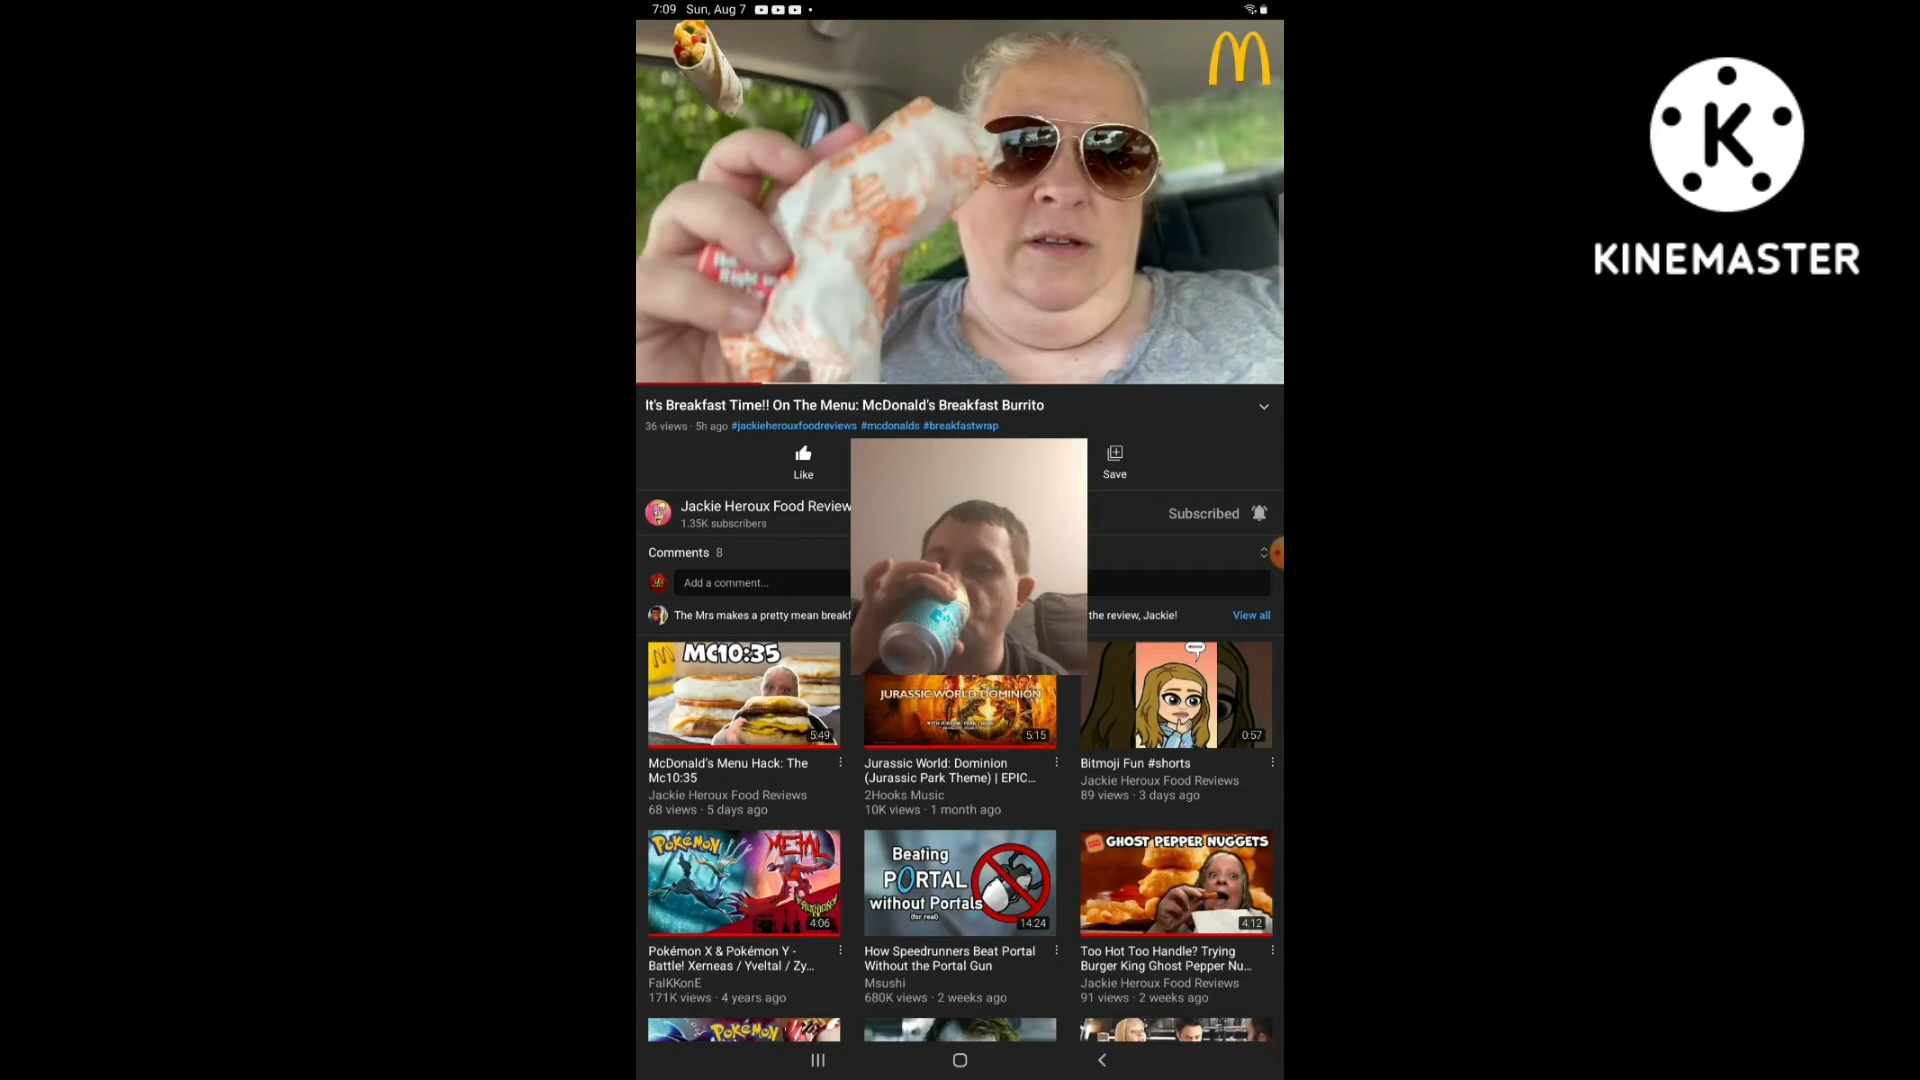 7:09 Sun, Aug 7
K
KINEMASTER
Hot
Right
It's Breakfast Time!! On The Menu: McDonald's Breakfast Burrito
36 views · 5h ago #jackieherouxfoodreviews #mcdonalds #breakfastwrap
Like
Save
Jackie Heroux Food Review
1.35K subscribers
Subscribed
Comments 8
Add a comment...
The Mrs makes a pretty mean breakf
the review, Jackie!
View all
MC10:35
5:49
JURASSIC WORLD: DOMINION
5:15
0:57
McDonald's Menu Hack: The
Mc10:35
Jackie Heroux Food Reviews
68 views · 5 days ago
Jurassic World: Dominion
(Jurassic Park Theme) | EPIC...
2Hooks Music
10K views · 1 month ago
Bitmoji Fun #shorts
Jackie Heroux Food Reviews
89 views · 3 days ago
POKÉMON
METAL
4:06
Beating
PORTAL
without Portals
(for real)
14:24
GHOST PEPPER NUGGETS
4:12
Pokémon X & Pokémon Y -
Battle! Xerneas / Yveltal / Zy...
FalKKonE
171K views · 4 years ago
How Speedrunners Beat Portal
Without the Portal Gun
Msushi
680K views · 2 weeks ago
Too Hot Too Handle? Trying
Burger King Ghost Pepper Nu...
Jackie Heroux Food Reviews
91 views · 2 weeks ago
POKÉMON